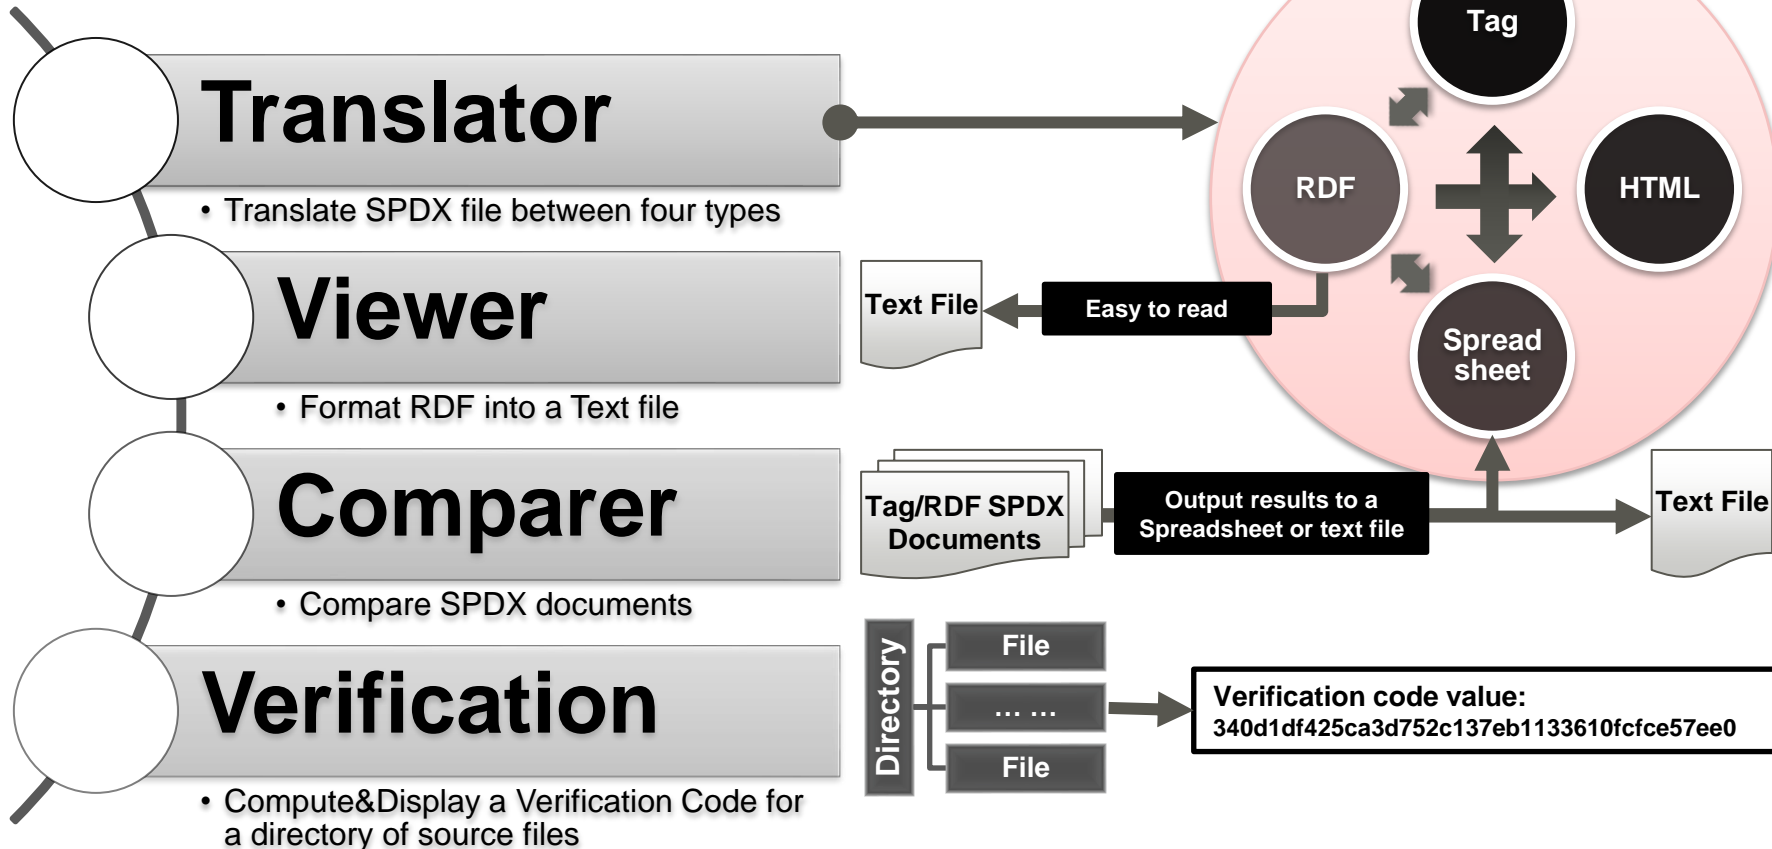 Translator
• Translate SPDX file between four types
Tag
RDF
HTML
Spread
sheet
Viewer
• Format RDF into a Text file
Text File
Easy to read
Comparer
• Compare SPDX documents
Tag/RDF SPDX
Documents
Output results to a
Spreadsheet or text file
Text File
Verification
• Compute&Display a Verification Code for
a directory of source files
Directory
File
... ...
File
Verification code value:
340d1df425ca3d752c137eb1133610fcfce57ee0